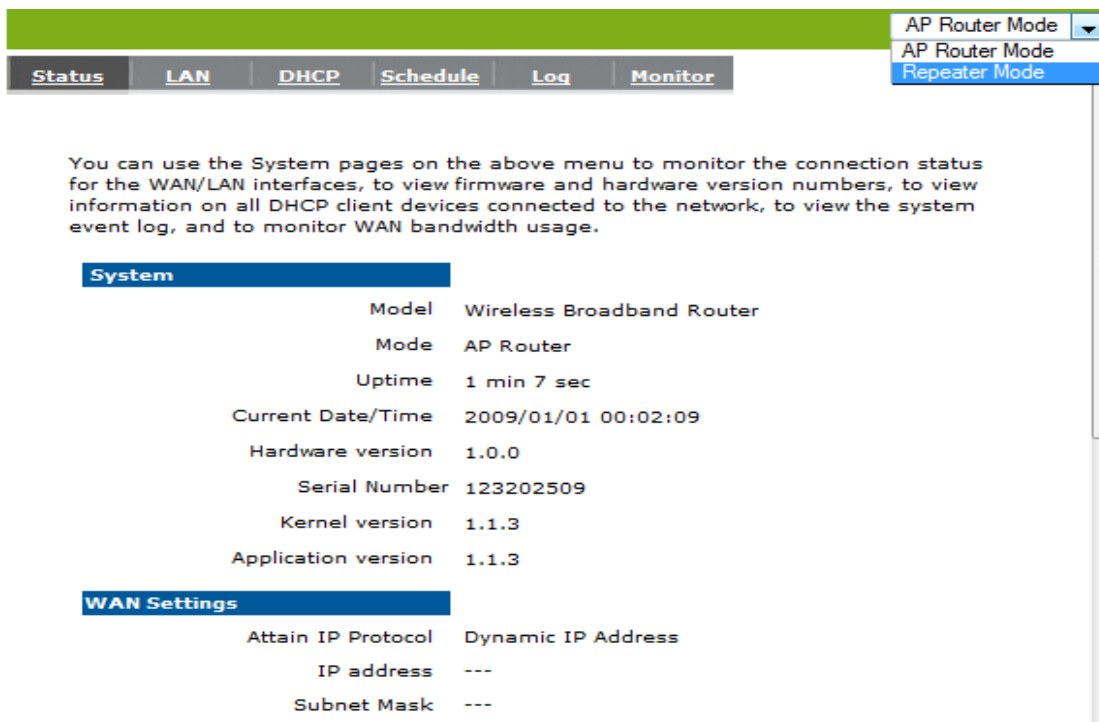 AP Router Mode
AP Router Mode
Repeater Mode
Status LAN DHCP Schedule Log Monitor
You can use the System pages on the above menu to monitor the connection status
for the WAN/LAN interfaces, to view firmware and hardware version numbers, to view
information on all DHCP client devices connected to the network, to view the system
event log, and to monitor WAN bandwidth usage.
System
Model Wireless Broadband Router
Mode AP Router
Uptime 1 min 7 sec
Current Date/Time 2009/01/01 00:02:09
Hardware version 1.0.0
Serial Number 123202509
Kernel version 1.1.3
Application version 1.1.3
WAN Settings
Attain IP Protocol Dynamic IP Address
IP address ---
Subnet Mask ---